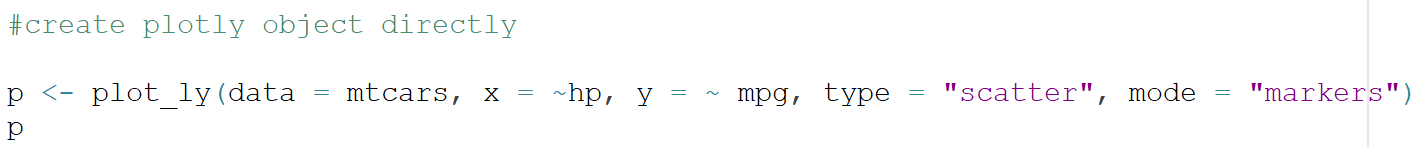 #create plotly object directly
p <- plot_ly(data = mtcars, x = ~hp, y = ~ mpg, type = "scatter", mode = "markers")
p